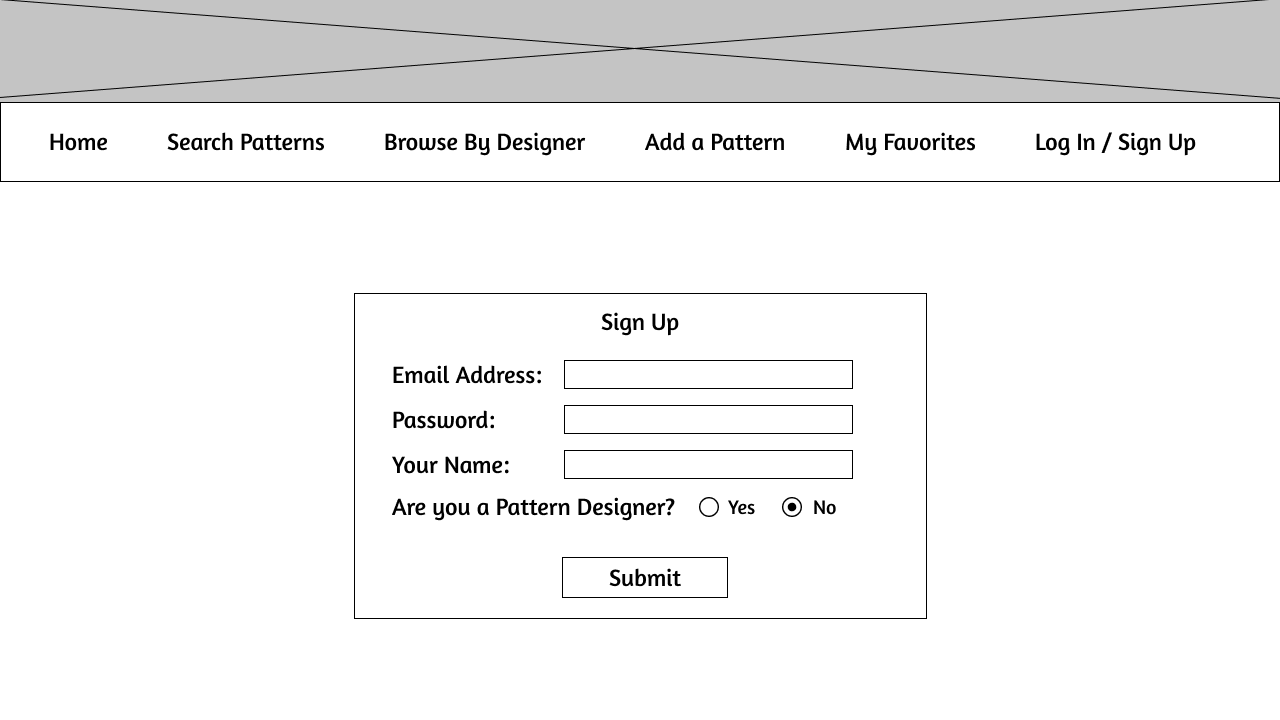 Home Search Patterns Browse By Designer Add a Pattern My Favorites Log In / Sign Up
Sign Up
Email Address:
Password:
Your Name:
Are you a Pattern Designer? Yes No
Submit